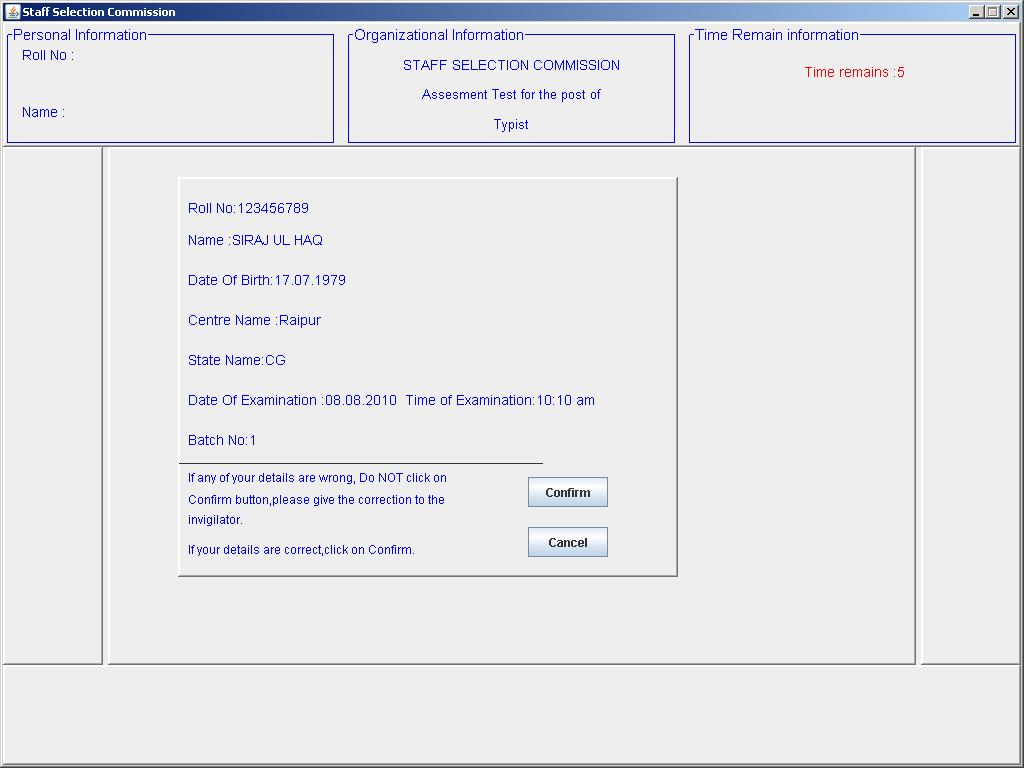 Staff Selection Commission
Personal Information
Roll No :
Name :
Organizational Information
STAFF SELECTION COMMISSION
Assesment Test for the post of
Typist
Time Remain information
Time remains :5
Roll No:123456789
Name :SIRAJ UL HAQ
Date Of Birth:17.07.1979
Centre Name :Raipur
State Name:CG
Date Of Examination :08.08.2010 Time of Examination:10:10 am
Batch No:1
If any of your details are wrong, Do NOT click on
Confirm button,please give the correction to the
invigilator.
If your details are correct,click on Confirm.
Confirm
Cancel